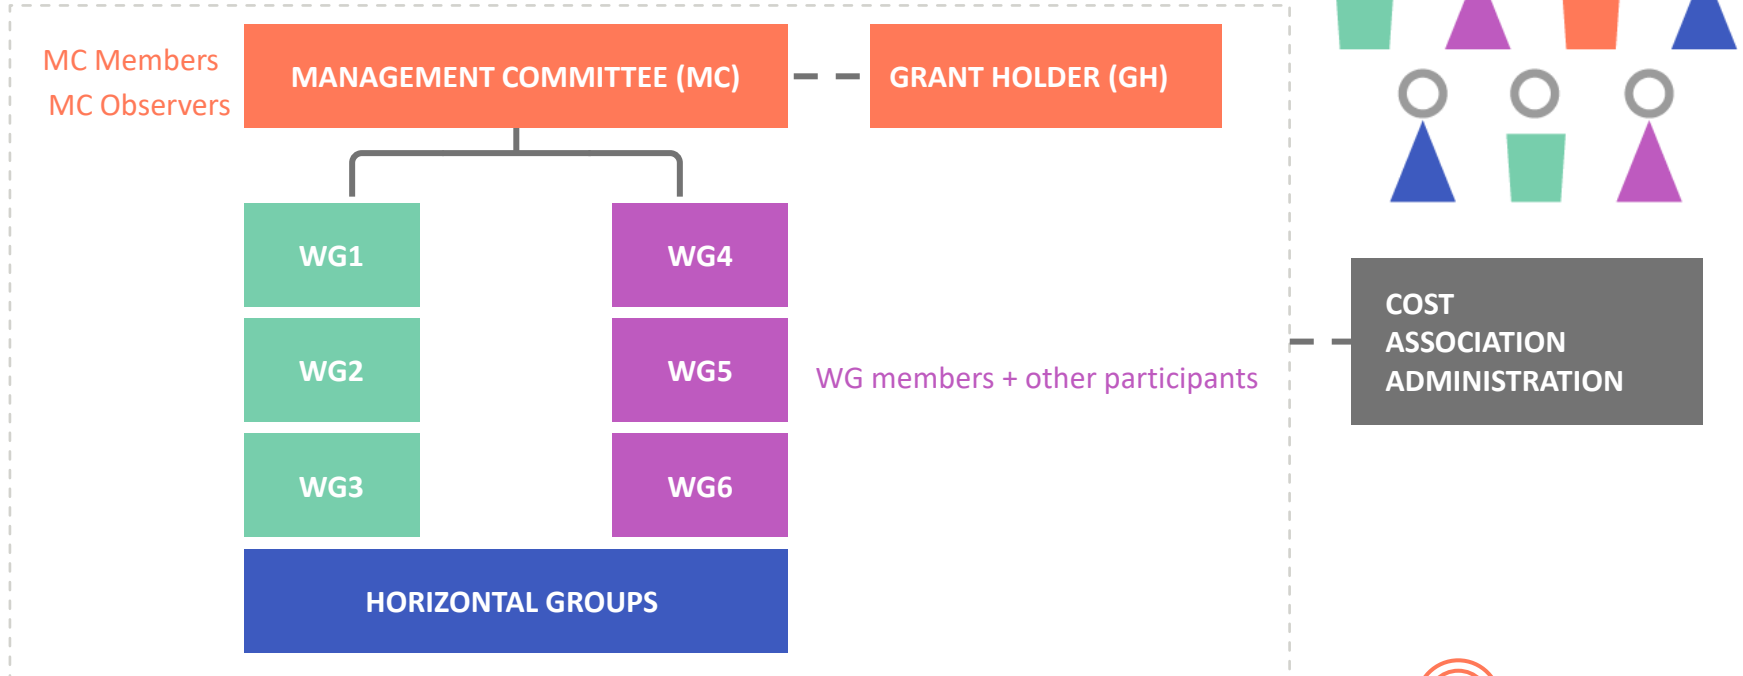 MC Members
MC Observers
MANAGEMENT COMMITTEE (MC)
GRANT HOLDER (GH)
WG1
WG4
WG2
WG5
WG members + other participants
WG3
WG6
HORIZONTAL GROUPS
COST
ASSOCIATION
ADMINISTRATION